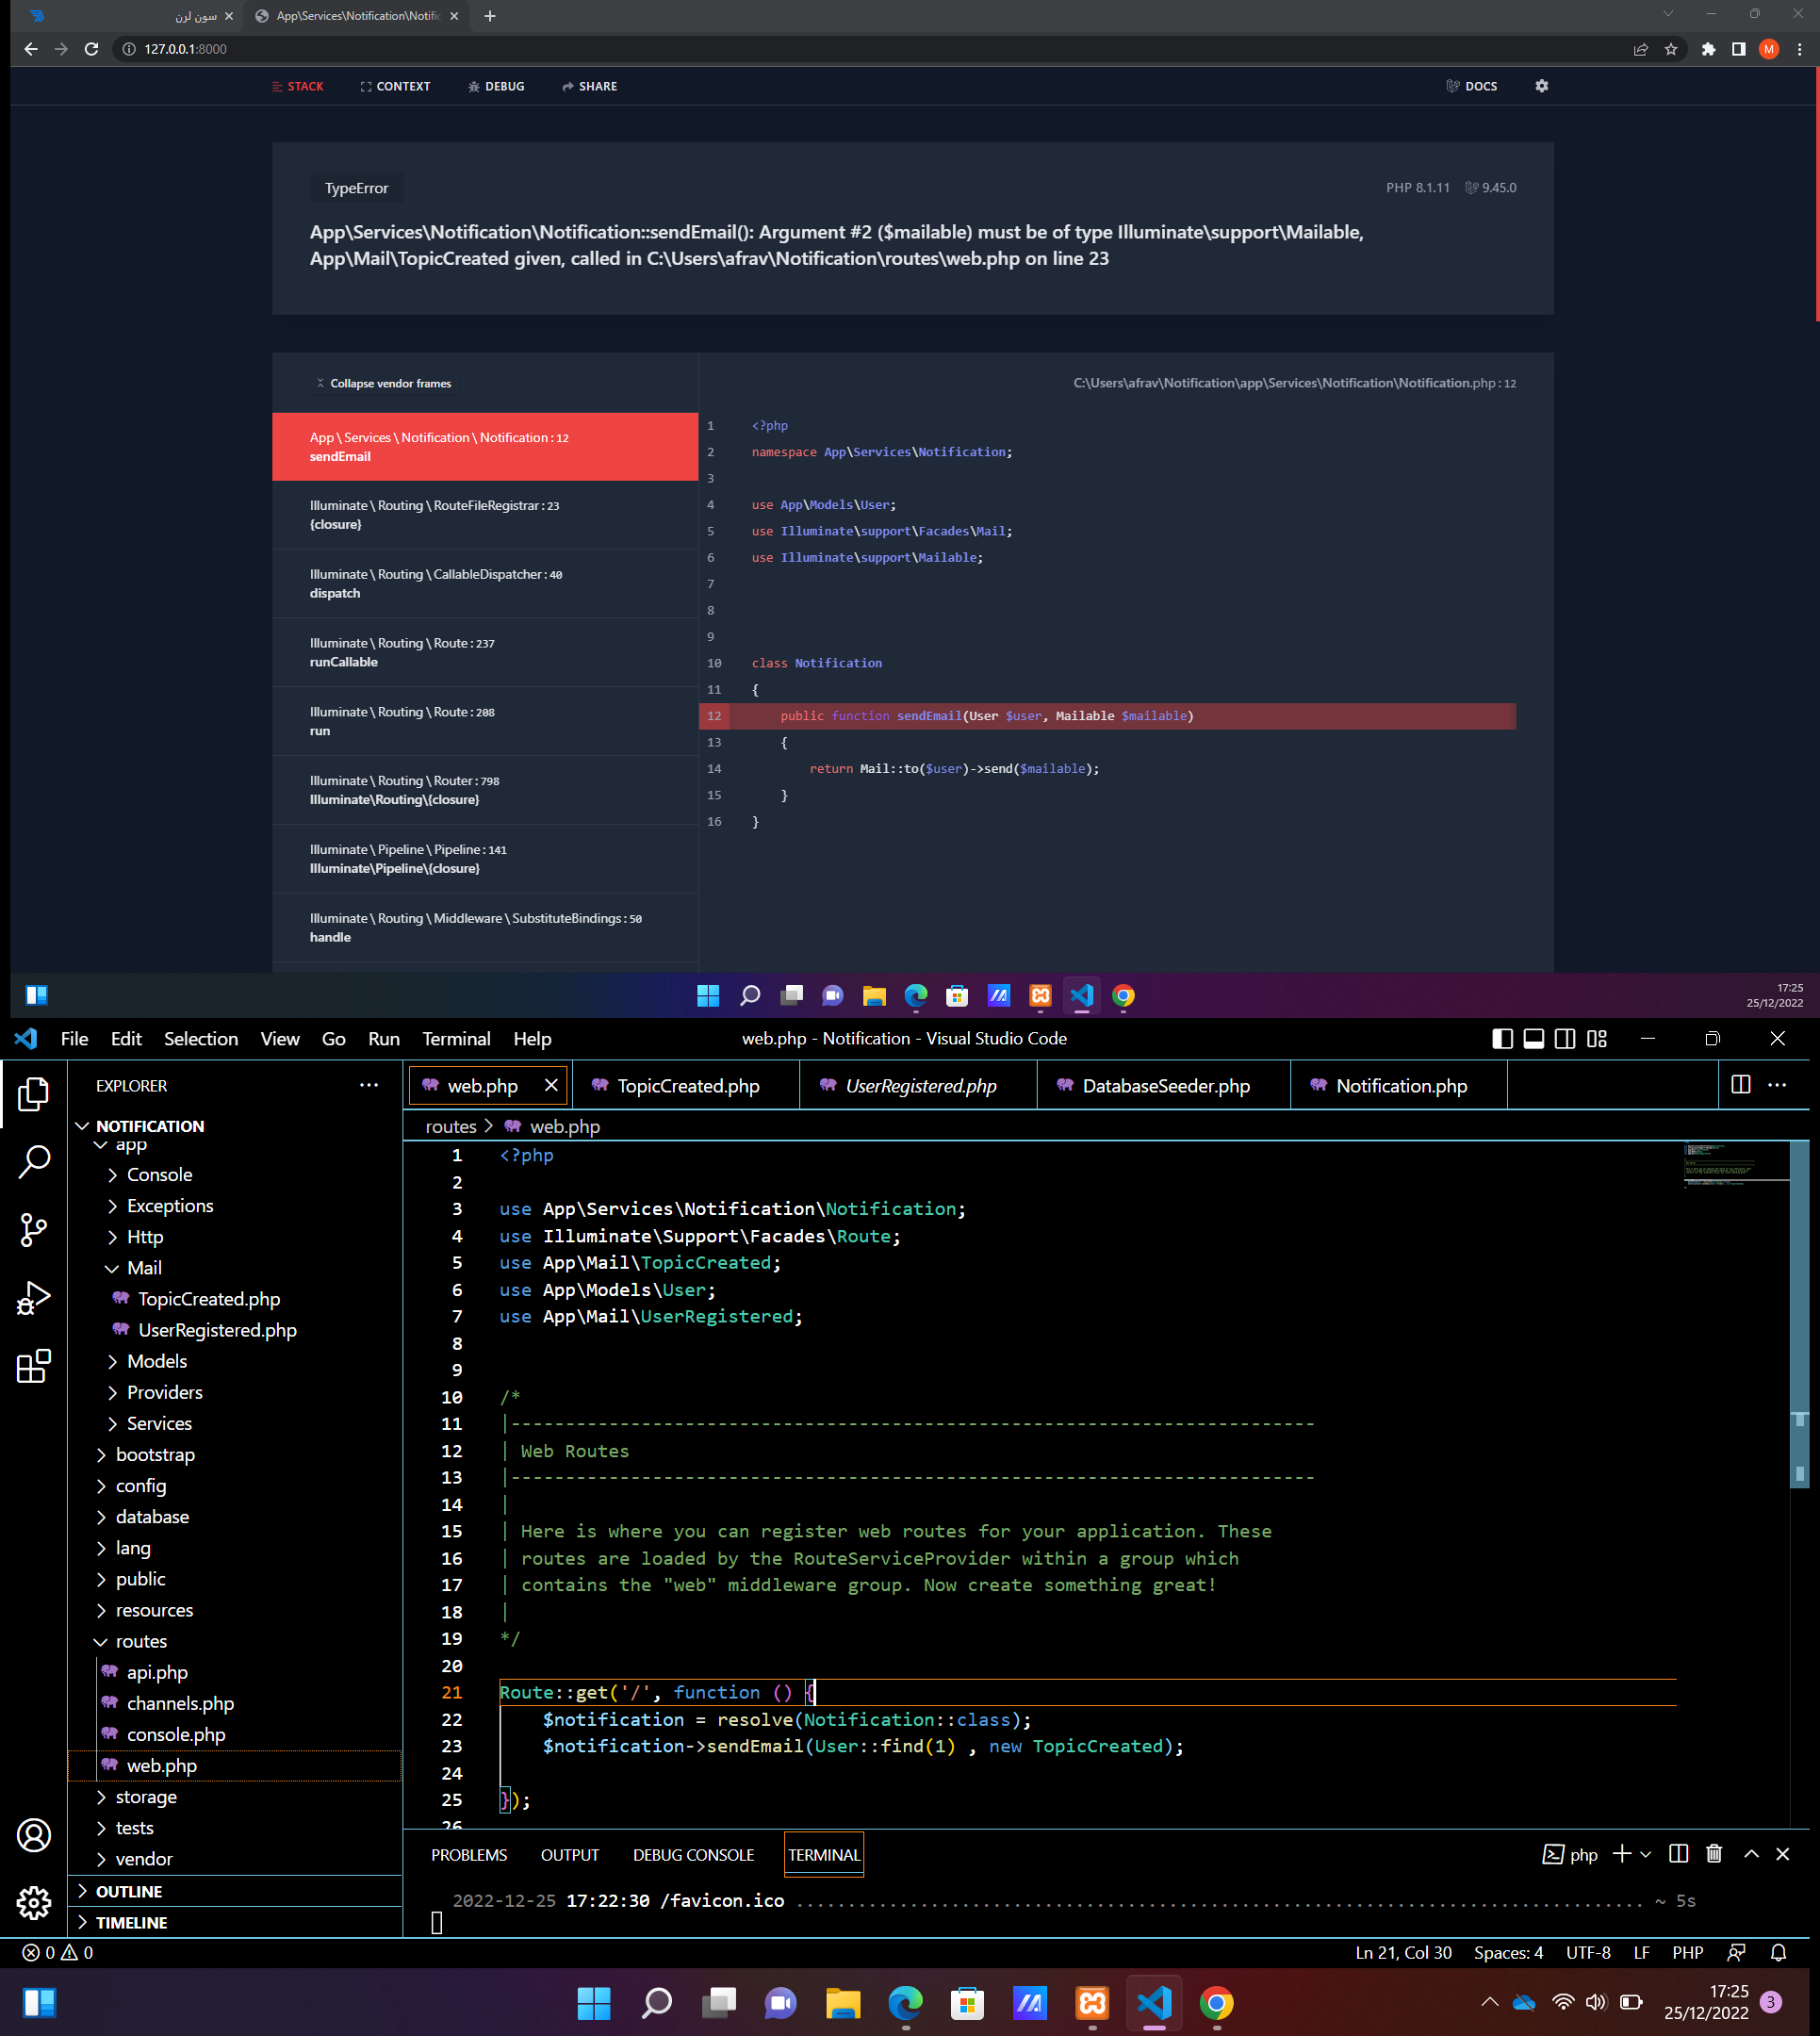 سون لرن
App\Services\Notification\Notific
127.0.0.1:8000
M
STACK
CONTEXT
DEBUG
SHARE
DOCS
TypeError
PHP 8.1.11
9.45.0
App\Services\Notification\Notification::sendEmail(): Argument #2 ($mailable) must be of type Illuminate\support\Mailable,
App\Mail\TopicCreated given, called in C:\Users\afrav\Notification\routes\web.php on line 23
Collapse vendor frames
App \ Services \ Notification \ Notification : 12
sendEmail
Illuminate \ Routing \ RouteFileRegistrar : 23
{closure}
Illuminate \ Routing \ CallableDispatcher : 40
dispatch
Illuminate \ Routing \ Route : 237
runCallable
Illuminate \ Routing \ Route : 208
run
Illuminate \ Routing \ Router : 798
Illuminate\Routing\{closure}
Illuminate \ Pipeline \ Pipeline : 141
Illuminate\Pipeline\{closure}
Illuminate \ Routing \ Middleware \ SubstituteBindings : 50
handle
C:\Users\afrav\Notification\app\Services\Notification\Notification.php : 12
1 <?php
2 namespace App\Services\Notification;
3
4 use App\Models\User;
5 use Illuminate\support\Facades\Mail;
6 use Illuminate\support\Mailable;
7
8
9
10 class Notification
11 {
12 public function sendEmail(User $user, Mailable $mailable)
13 {
14 return Mail::to($user)->send($mailable);
15 }
16 }
17:25
25/12/2022
File Edit Selection View Go Run Terminal Help
web.php - Notification - Visual Studio Code
EXPLORER
NOTIFICATION
app
Console
Exceptions
Http
Mail
TopicCreated.php
UserRegistered.php
Models
Providers
Services
bootstrap
config
database
lang
public
resources
routes
api.php
channels.php
console.php
web.php
storage
tests
vendor
OUTLINE
TIMELINE
web.php
TopicCreated.php
UserRegistered.php
DatabaseSeeder.php
Notification.php
routes > web.php
1 <?php
2
3 use App\Services\Notification\Notification;
4 use Illuminate\Support\Facades\Route;
5 use App\Mail\TopicCreated;
6 use App\Models\User;
7 use App\Mail\UserRegistered;
8
9
10 /*
11 |--------------------------------------------------------------------------
12 | Web Routes
13 |--------------------------------------------------------------------------
14 |
15 | Here is where you can register web routes for your application. These
16 | routes are loaded by the RouteServiceProvider within a group which
17 | contains the "web" middleware group. Now create something great!
18 |
19 */
20
21 Route::get('/', function () {
22 $notification = resolve(Notification::class);
23 $notification->sendEmail(User::find(1) , new TopicCreated);
24
25 });
26
PROBLEMS OUTPUT DEBUG CONSOLE TERMINAL
php
2022-12-25 17:22:30 /favicon.ico .............................................................................. ~ 5s
0 0
Ln 21, Col 30 Spaces: 4 UTF-8 LF PHP
17:25
25/12/2022
3